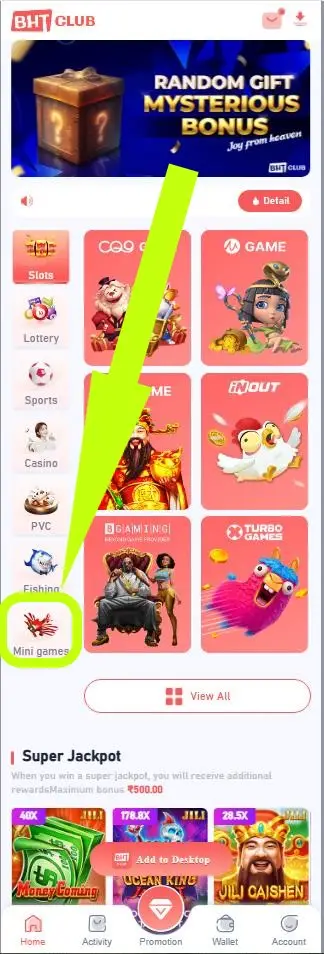 BHT CLUB
RANDOM GIFT
MYSTERIOUS
BONUS
Joy from heaven
BHT CLUB
Detail
Slots
CQ9 G
GAME
Lottery
Sports
ME
INOUT
Casino
PVC
BGAMING
TURBO
GAMES
Fishing
Mini games
View All
Super Jackpot
When you win a super jackpot, you will receive additional
rewardsMaximum bonus ₹500.00
40X
JILI
178.8X
JILI
28.5X
JILI
Money Coming
OCEAN KING
JILI CAISHEN
BHT
Add to Desktop
Home
Activity
Promotion
Wallet
Account